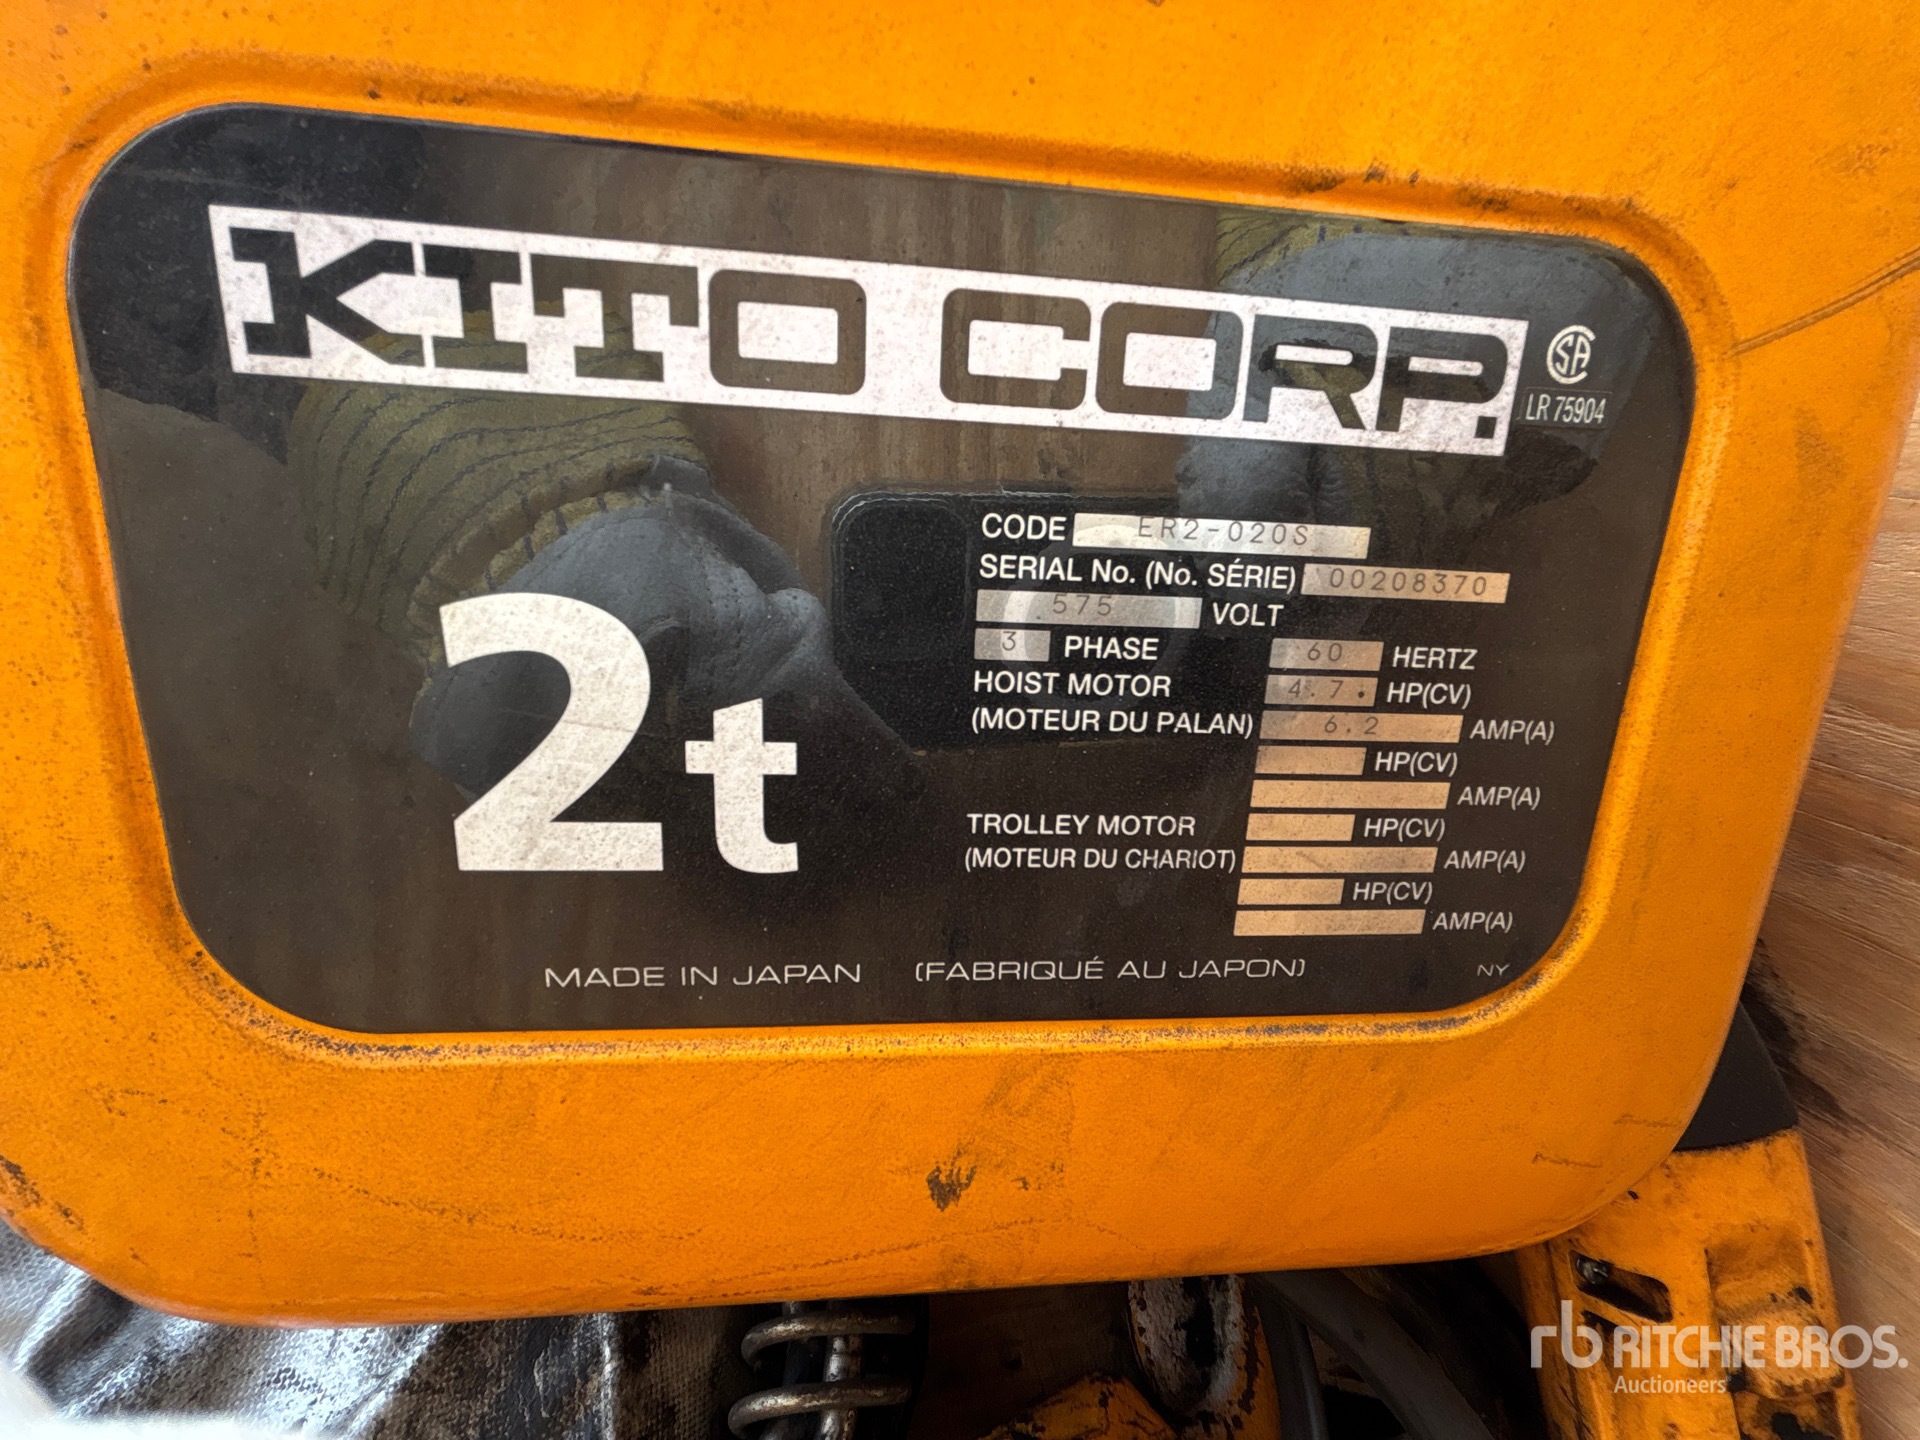 KITO CORP.
CSA
LR 75904
CODE ER2-020S
SERIAL No. (No. SÉRIE) 00208370
575 VOLT
3 PHASE 60 HERTZ
HOIST MOTOR 4.7. HP(CV)
(MOTEUR DU PALAN) 6.2 AMP(A)
HP(CV)
AMP(A)
TROLLEY MOTOR HP(CV)
(MOTEUR DU CHARIOT) AMP(A)
HP(CV)
AMP(A)
2t
MADE IN JAPAN (FABRIQUÉ AU JAPON) NY
rb RITCHIE BROS.
Auctioneers